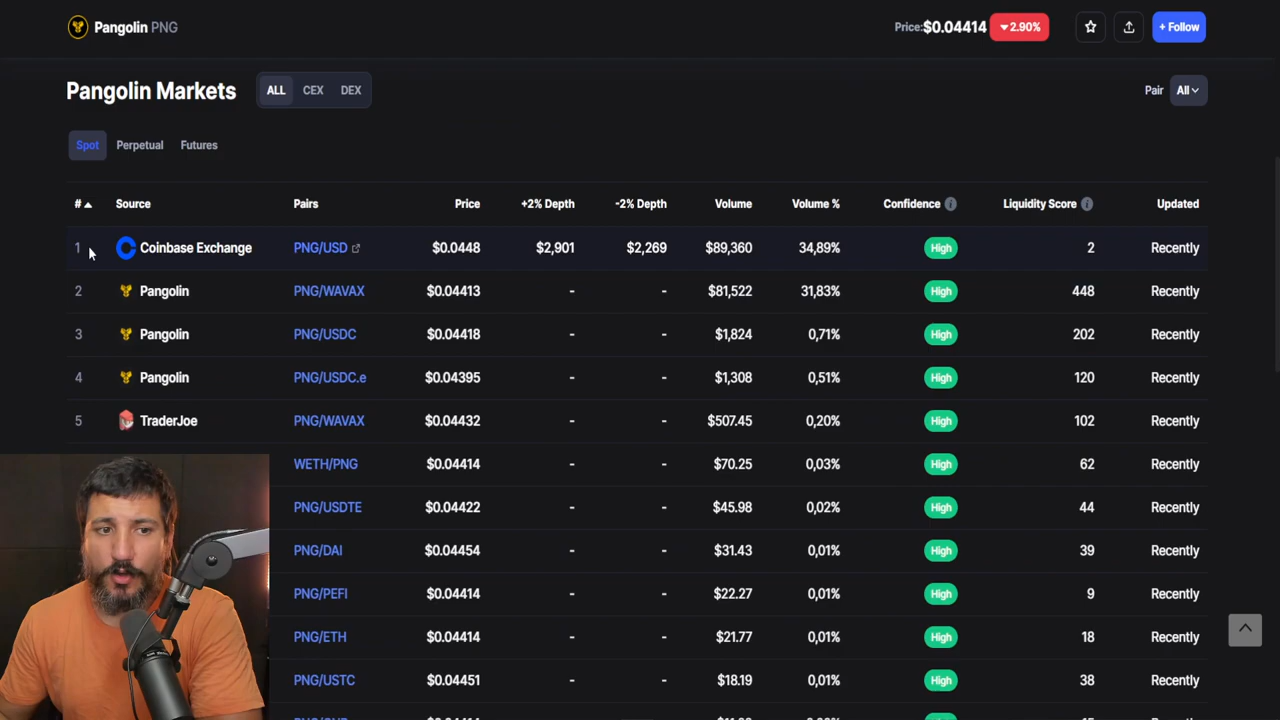 Pangolin PNG Price: $0.04414 2.90% + Follow
Pangolin Markets ALL CEX DEX Pair All
Spot Perpetual Futures
# Source Pairs Price +2% Depth -2% Depth Volume Volume % Confidence Liquidity Score Updated
1 Coinbase Exchange PNG/USD $0.0448 $2,901 $2,269 $89,360 34,89% High 2 Recently
2 Pangolin PNG/WAVAX $0.04413 - - $81,522 31,83% High 448 Recently
3 Pangolin PNG/USDC $0.04418 - - $1,824 0,71% High 202 Recently
4 Pangolin PNG/USDC.e $0.04395 - - $1,308 0,51% High 120 Recently
5 TraderJoe PNG/WAVAX $0.04432 - - $507.45 0,20% High 102 Recently
WETH/PNG $0.04414 - - $70.25 0,03% High 62 Recently
PNG/USDTE $0.04422 - - $45.98 0,02% High 44 Recently
PNG/DAI $0.04454 - - $31.43 0,01% High 39 Recently
PNG/PEFI $0.04414 - - $22.27 0,01% High 9 Recently
PNG/ETH $0.04414 - - $21.77 0,01% High 18 Recently
PNG/USTC $0.04451 - - $18.19 0,01% High 38 Recently